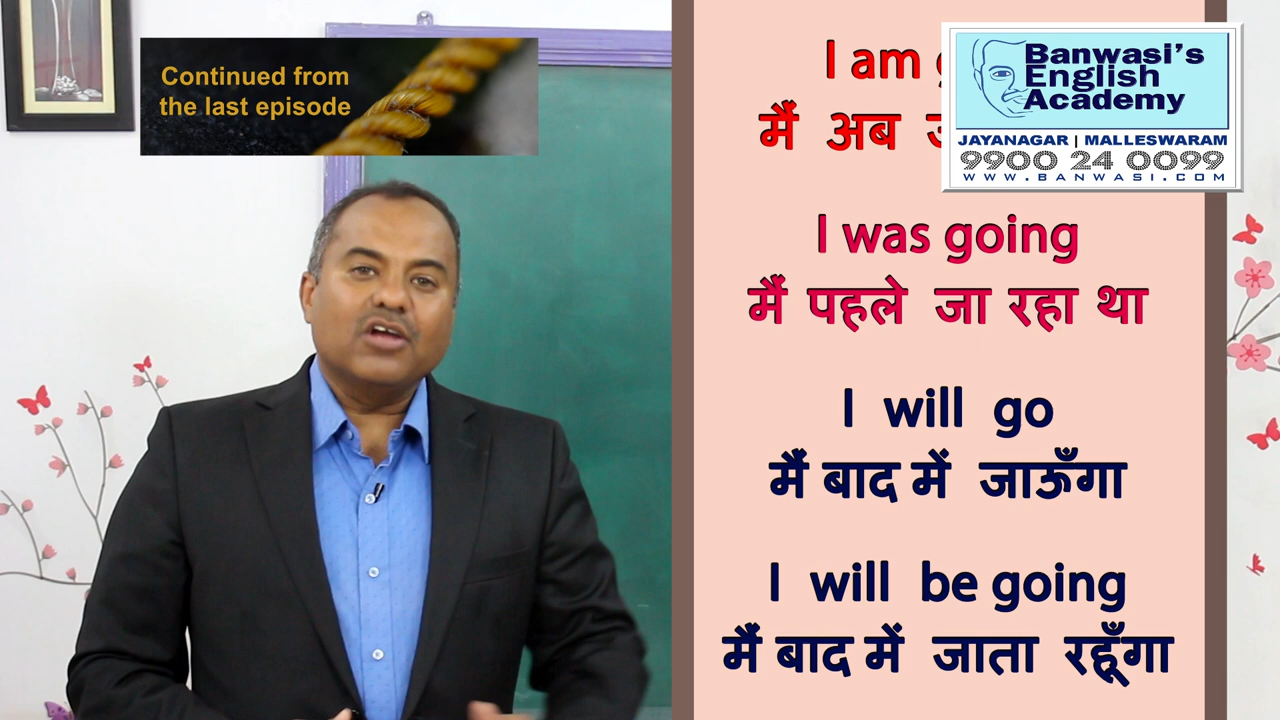 Continued from
the last episode
I am
मैं अब
Banwasi's
English
Academy
JAYANAGAR | MALLESWARAM
9900 24 0099
WWW.BANWASI.COM
I was going
मैं पहले जा रहा था
I will go
मैं बाद में जाऊँगा
I will be going
मैं बाद में जाता रहूँगा